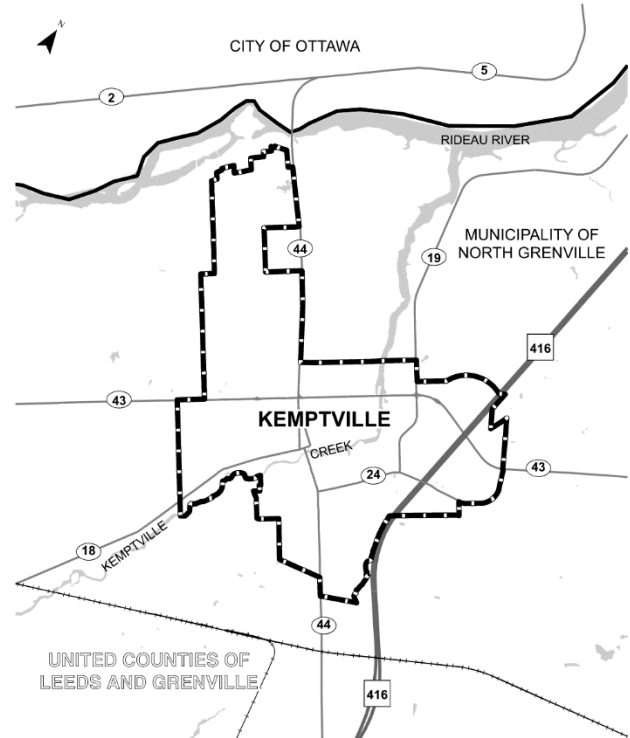 N
CITY OF OTTAWA
5
2
RIDEAU RIVER
MUNICIPALITY OF
NORTH GRENVILLE
44
19
416
43
KEMPTVILLE
CREEK
24
43
KEMPTVILLE
18
44
UNITED COUNTIES OF
LEEDS AND GRENVILLE
416